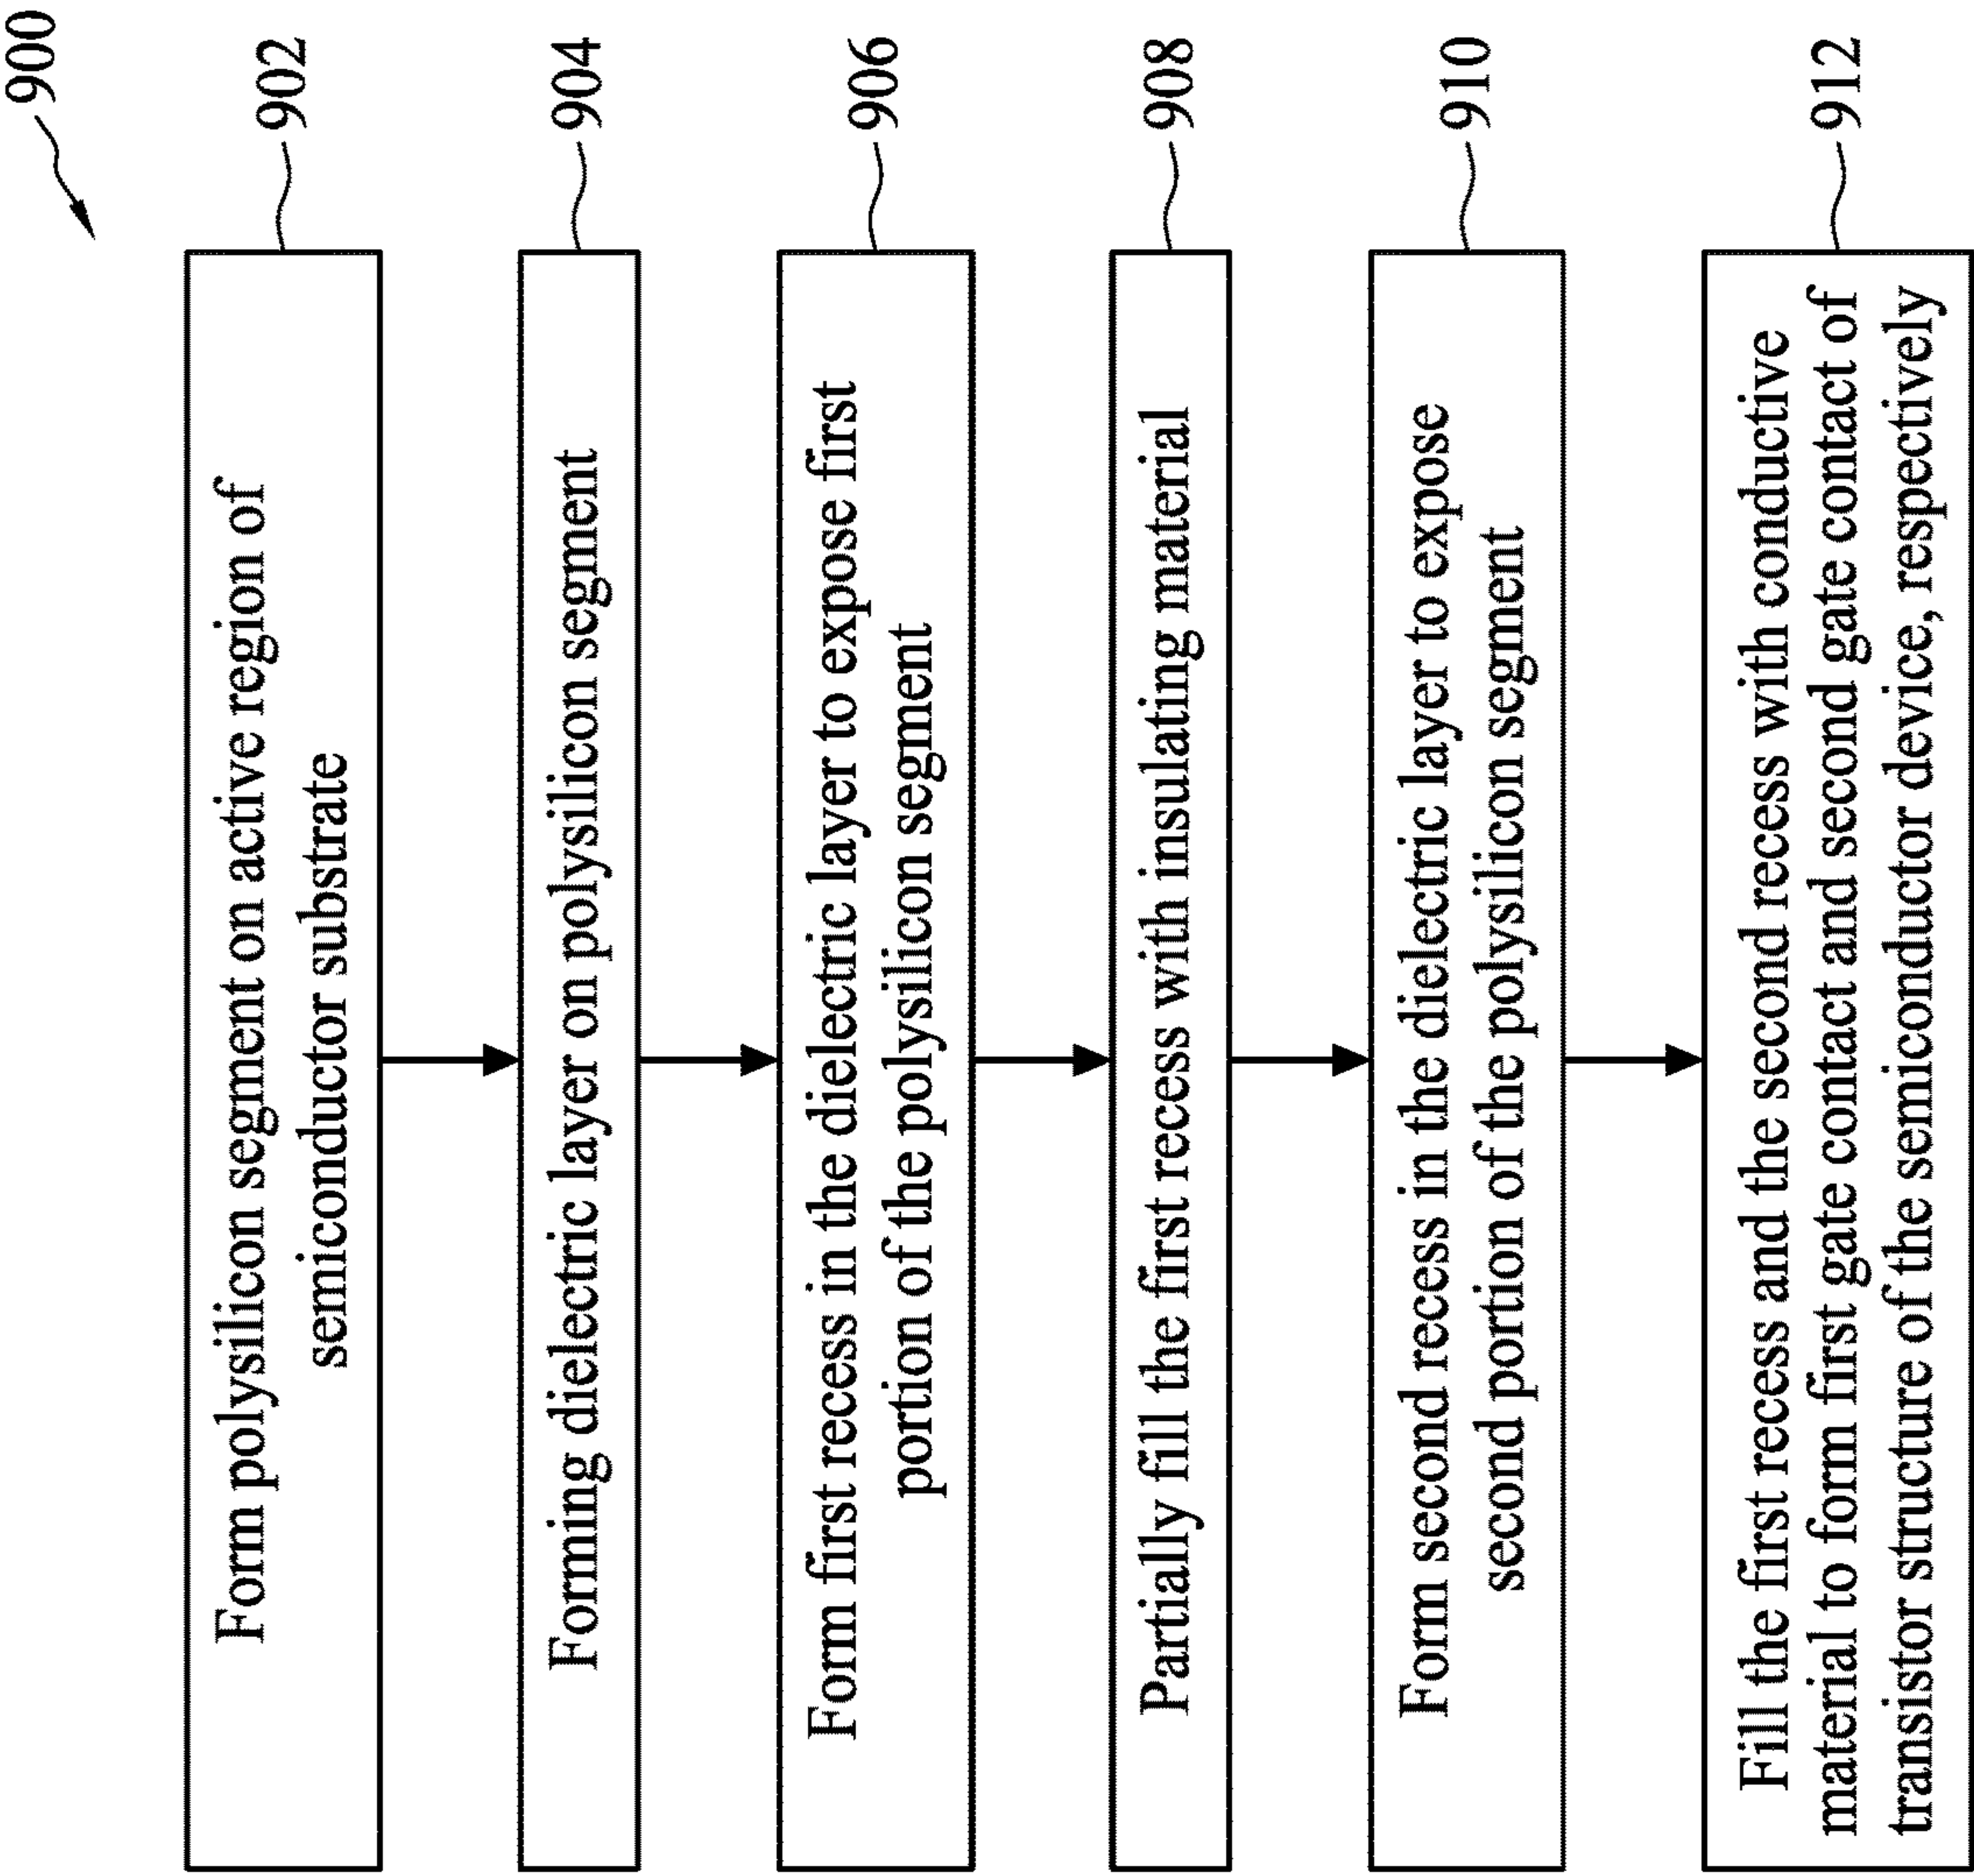 900
Form polysilicon segment on active region of
semiconductor substrate
902
Forming dielectric layer on polysilicon segment
904
Form first recess in the dielectric layer to expose first
portion of the polysilicon segment
906
Partially fill the first recess with insulating material
908
Form second recess in the dielectric layer to expose
second portion of the polysilicon segment
910
Fill the first recess and the second recess with conductive
material to form first gate contact and second gate contact of
transistor structure of the semiconductor device, respectively
912